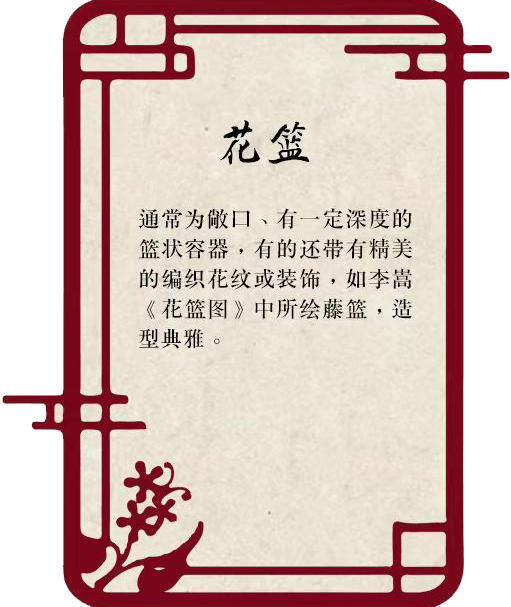 花篮
通常为敞口、有一定深度的
篮状容器，有的还带有精美
的编织花纹或装饰，如李嵩
《花篮图》中所绘藤篮，造
型典雅。